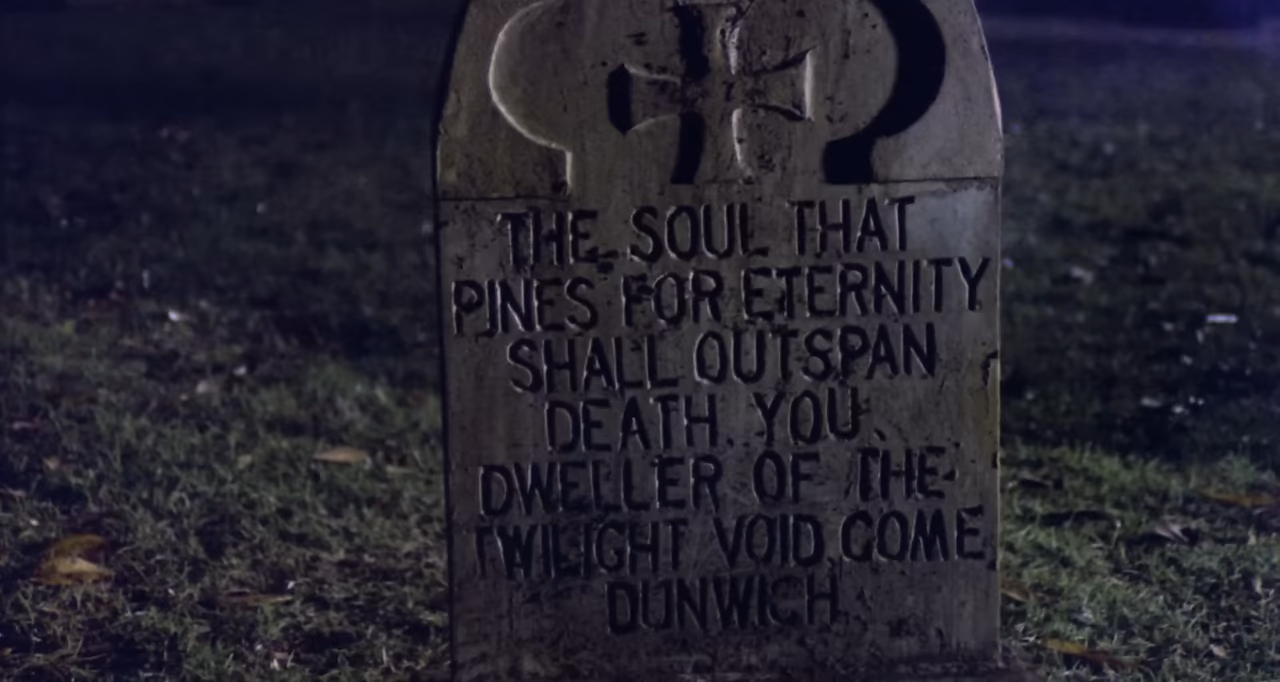 THE SOUL THAT
PINES FOR ETERNITY
SHALL OUTSPAN
DEATH. YOU,
DWELLER OF THE
TWILIGHT VOID, COME
DUNWICH